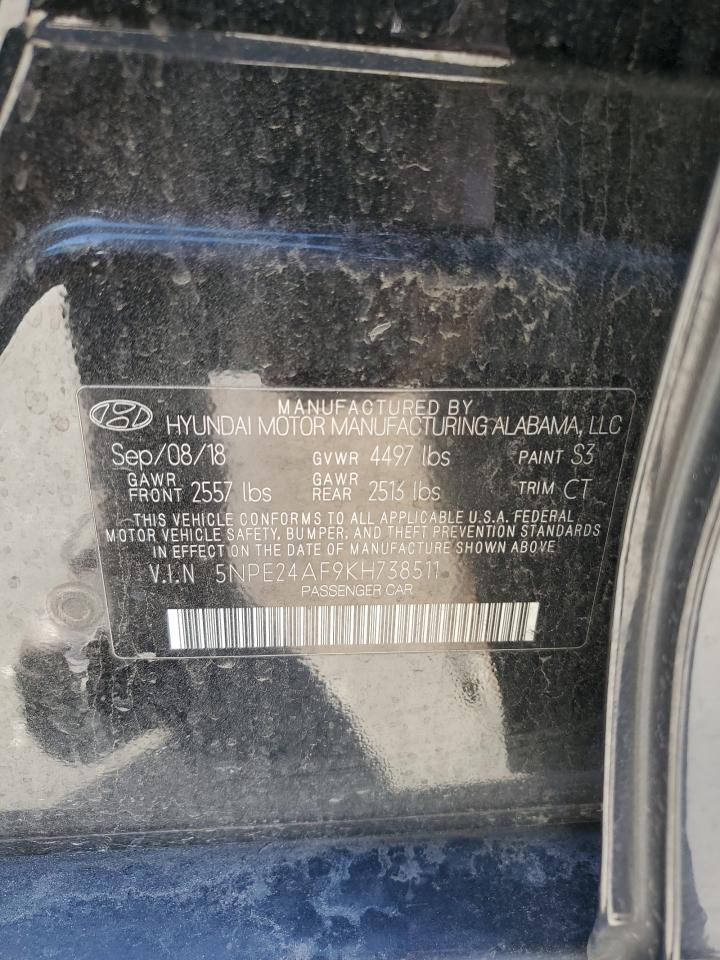 MANUFACTURED BY
HYUNDAI MOTOR MANUFACTURING ALABAMA, LLC
Sep/08/18 GVWR 4497 lbs PAINT S3
GAWR FRONT 2557 lbs GAWR REAR 2513 lbs TRIM CT
THIS VEHICLE CONFORMS TO ALL APPLICABLE U.S.A. FEDERAL
MOTOR VEHICLE SAFETY, BUMPER, AND THEFT PREVENTION STANDARDS
IN EFFECT ON THE DATE OF MANUFACTURE SHOWN ABOVE
V.I.N 5NPE24AF9KH738511
PASSENGER CAR